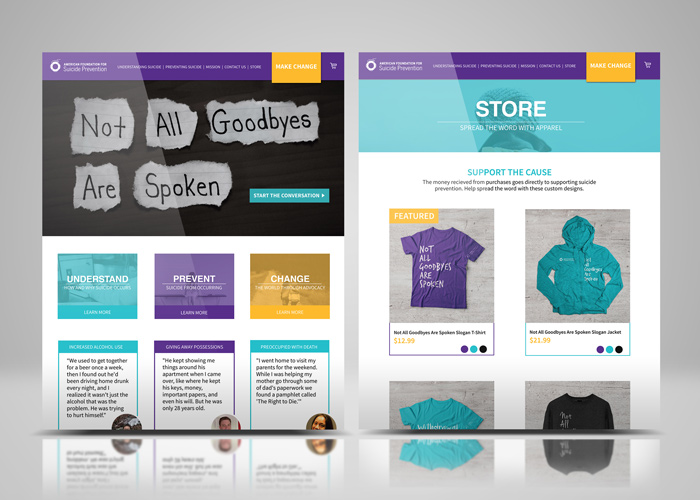 AMERICAN FOUNDATION FOR
Suicide Prevention
UNDERSTANDING SUICIDE | PREVENTING SUICIDE | MISSION | CONTACT US | STORE
MAKE CHANGE
Not All Goodbyes
Are Spoken
START THE CONVERSATION
UNDERSTAND
HOW AND WHY SUICIDE OCCURS
LEARN MORE
PREVENT
SUICIDE FROM OCCURRING
LEARN MORE
CHANGE
THE WORLD THROUGH ADVOCACY
LEARN MORE
INCREASED ALCOHOL USE
"We used to get together
for a beer once a week,
then I found out he'd
been driving home drunk
every night, and I
realized it wasn't just the
alcohol that was the
problem. He was trying
to hurt himself."
GIVING AWAY POSSESSIONS
"He kept showing me
things around his
apartment when I came
over, like where he kept
his keys, money,
important papers, and
even his will. But he was
only 28 years old.
PREOCCUPIED WITH DEATH
"I went home to visit my
parents for the weekend.
While I was helping my
mother go through some
of dad's paperwork we
found a pamphlet called
"The Right to Die.""
AMERICAN FOUNDATION FOR
Suicide Prevention
UNDERSTANDING SUICIDE | PREVENTING SUICIDE | MISSION | CONTACT US | STORE
MAKE CHANGE
STORE
SPREAD THE WORD WITH APPAREL
SUPPORT THE CAUSE
The money recieved from purchases goes directly to supporting suicide
prevention. Help spread the word with these custom designs.
FEATURED
NOT
ALL
GOODBYES
ARE
SPOKEN
Not All Goodbyes Are Spoken Slogan T-Shirt
$12.99
Not All Goodbyes Are Spoken Slogan Jacket
$21.99
Withdrawal
Not
All